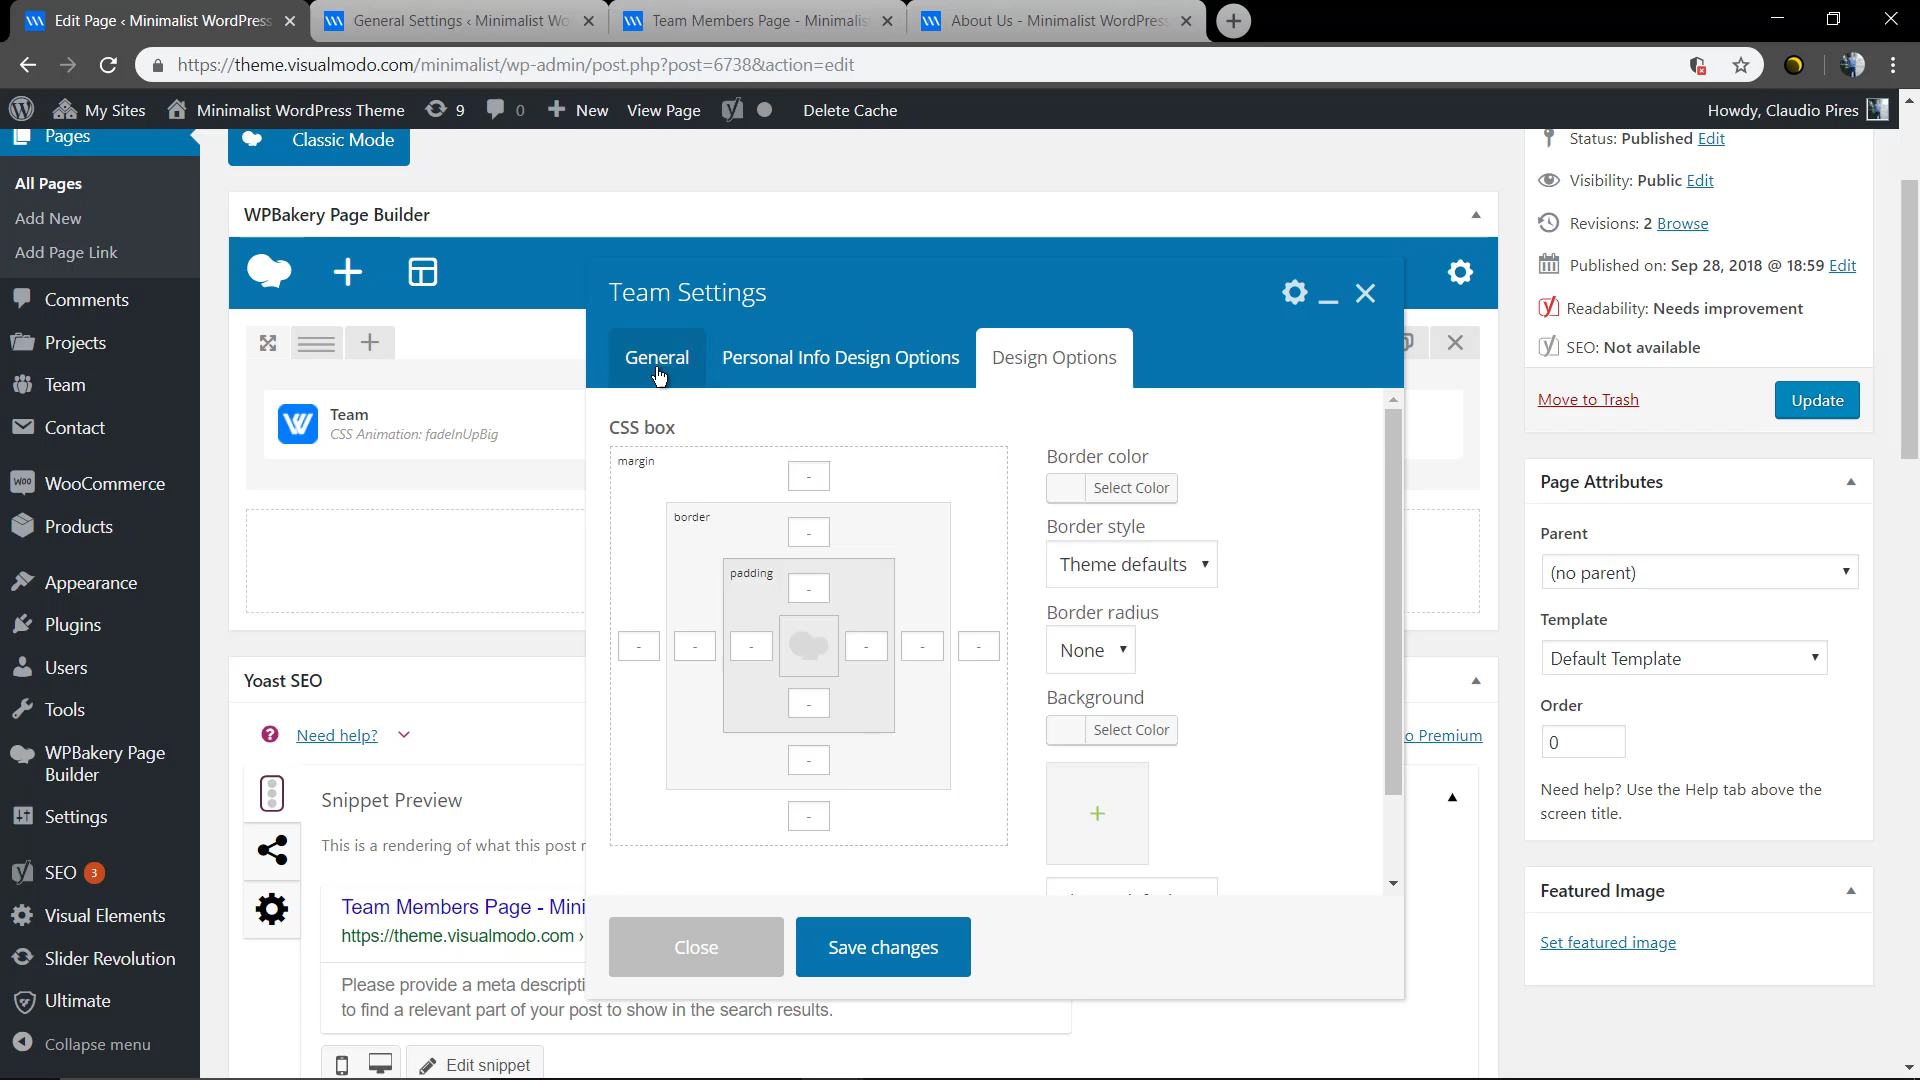 Edit Page ‹ Minimalist WordPress
General Settings ‹ Minimalist Wo
Team Members Page - Minimalis
About Us - Minimalist WordPress
https://theme.visualmodo.com/minimalist/wp-admin/post.php?post=6738&action=edit
My Sites
Minimalist WordPress Theme
9
0
New
View Page
Delete Cache
Howdy, Claudio Pires
Pages
All Pages
Add New
Add Page Link
Comments
Projects
Team
Contact
WooCommerce
Products
Appearance
Plugins
Users
Tools
WPBakery Page
Builder
Settings
SEO 3
Visual Elements
Slider Revolution
Ultimate
Collapse menu
Classic Mode
WPBakery Page Builder
Team
CSS Animation: fadeInUpBig
Yoast SEO
Need help?
o Premium
Snippet Preview
This is a rendering of what this post r
Team Members Page - Mini
https://theme.visualmodo.com ›
Please provide a meta descripti
to find a relevant part of your post to show in the search results.
Edit snippet
Team Settings
General
Personal Info Design Options
Design Options
CSS box
margin
-
border
-
padding
-
- - - - - -
-
-
-
Border color
Select Color
Border style
Theme defaults
Border radius
None
Background
Select Color
+
Close
Save changes
Status: Published Edit
Visibility: Public Edit
Revisions: 2 Browse
Published on: Sep 28, 2018 @ 18:59 Edit
Readability: Needs improvement
SEO: Not available
Move to Trash
Update
Page Attributes
Parent
(no parent)
Template
Default Template
Order
0
Need help? Use the Help tab above the
screen title.
Featured Image
Set featured image